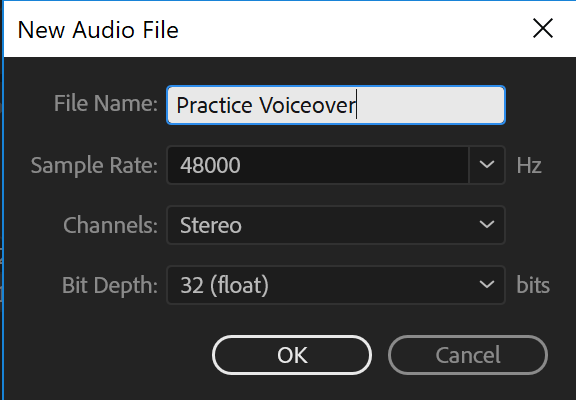 New Audio File
File Name: Practice Voiceover
Sample Rate: 48000 Hz
Channels: Stereo
Bit Depth: 32 (float) bits
OK Cancel